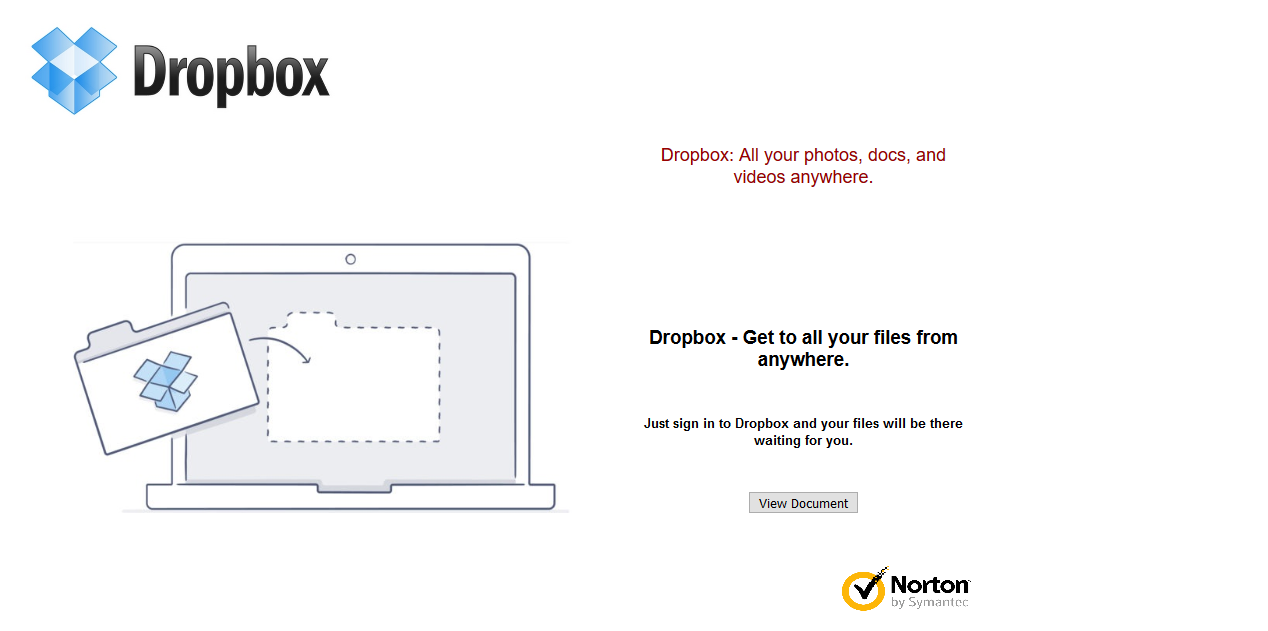 Dropbox
Dropbox: All your photos, docs, and
videos anywhere.
Dropbox - Get to all your files from
anywhere.
Just sign in to Dropbox and your files will be there
waiting for you.
View Document
Norton
by Symantec